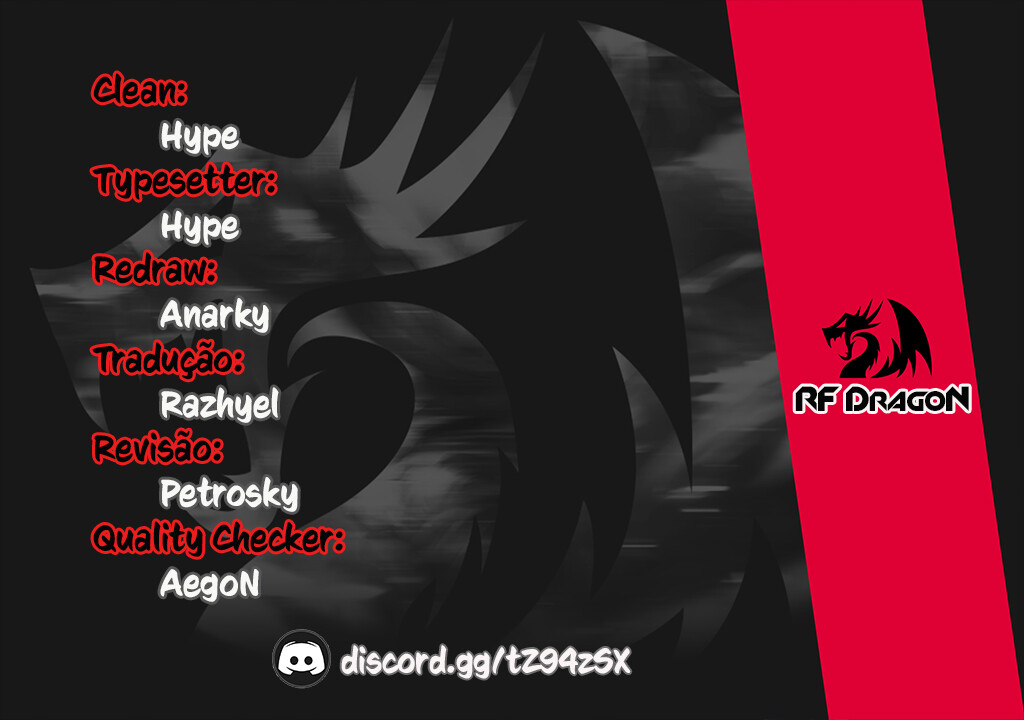 Clean:
Hype
Typesetter:
Hype
Redraw:
Anarky
Tradução:
Razhyel
Revisão:
Petrosky
Quality Checker:
AegoN
discord.gg/tZ94zSX
RF DRAGON